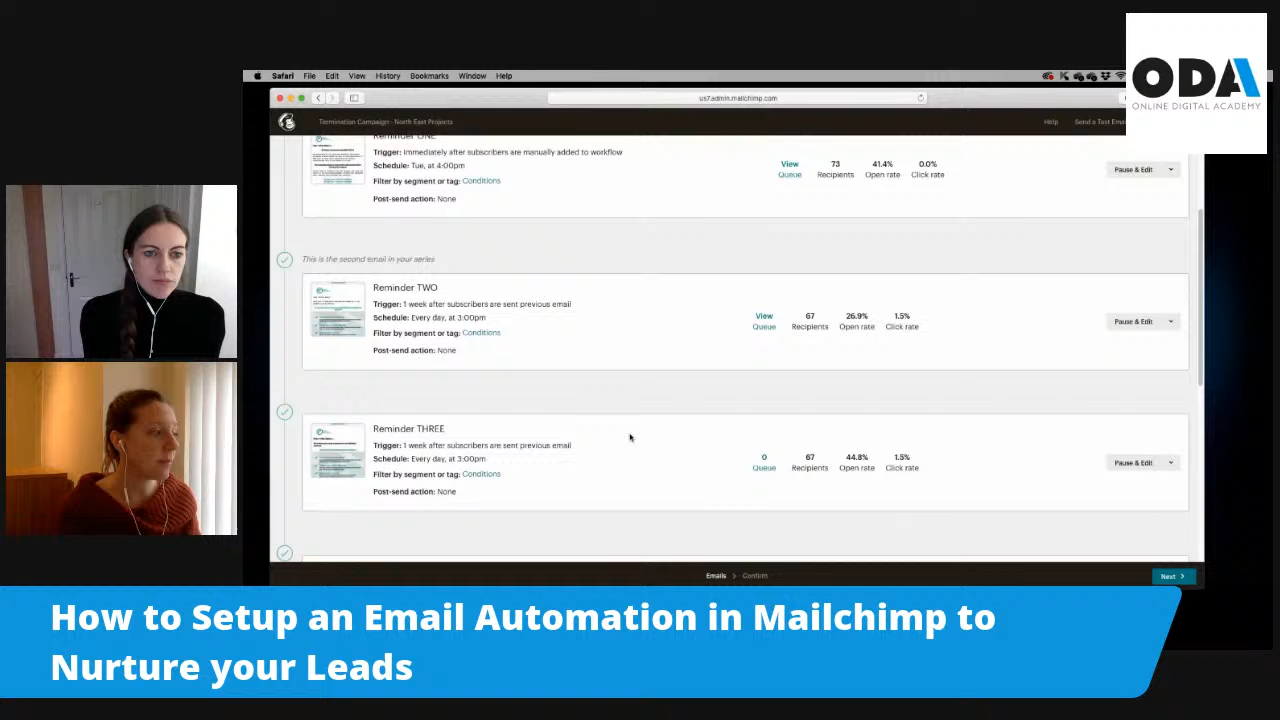 ODA
ONLINE DIGITAL ACADEMY
Safari File Edit View History Bookmarks Window Help
us7.admin.mailchimp.com
Termination Campaign - North East Projects
Help Send a Test Email
Reminder ONE
Trigger: Immediately after subscribers are manually added to workflow
Schedule: Tue, at 4:00pm
Filter by segment or tag: Conditions
Post-send action: None
View 73 41.4% 0.0%
Queue Recipients Open rate Click rate
Pause & Edit
This is the second email in your series
Reminder TWO
Trigger: 1 week after subscribers are sent previous email
Schedule: Every day, at 3:00pm
Filter by segment or tag: Conditions
Post-send action: None
View 67 26.9% 1.5%
Queue Recipients Open rate Click rate
Pause & Edit
Reminder THREE
Trigger: 1 week after subscribers are sent previous email
Schedule: Every day, at 3:00pm
Filter by segment or tag: Conditions
Post-send action: None
0 67 44.8% 1.5%
Queue Recipients Open rate Click rate
Pause & Edit
Emails > Confirm
Next >
How to Setup an Email Automation in Mailchimp to
Nurture your Leads